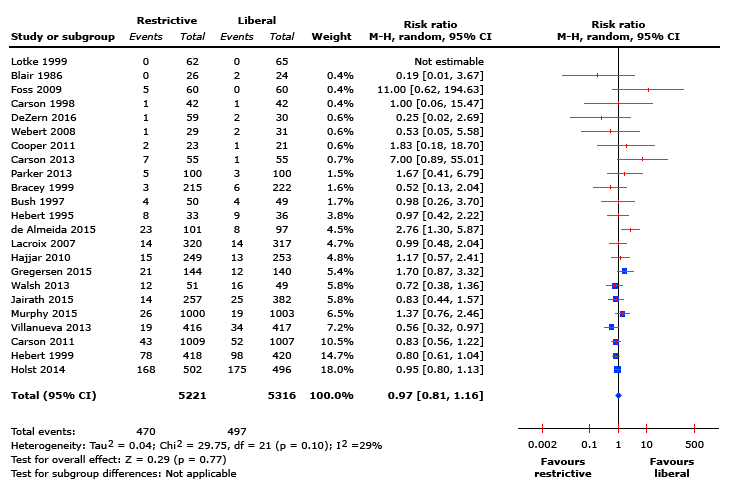 Restrictive Liberal Risk ratio Risk ratio
Study or subgroup Events Total Events Total Weight M-H, random, 95% CI M-H, random, 95% CI
Lotke 1999 0 62 0 65 Not estimable
Blair 1986 0 26 2 24 0.4% 0.19 [0.01, 3.67]
Foss 2009 5 60 0 60 0.4% 11.00 [0.62, 194.63]
Carson 1998 1 42 1 42 0.4% 1.00 [0.06, 15.47]
DeZern 2016 1 59 2 30 0.6% 0.25 [0.02, 2.69]
Webert 2008 1 29 2 31 0.6% 0.53 [0.05, 5.58]
Cooper 2011 2 23 1 21 0.6% 1.83 [0.18, 18.70]
Carson 2013 7 55 1 55 0.7% 7.00 [0.89, 55.01]
Parker 2013 5 100 3 100 1.6% 1.67 [0.41, 6.79]
Bracey 1999 3 215 6 222 1.6% 0.52 [0.13, 2.04]
Bush 1997 4 50 4 49 1.8% 0.98 [0.26, 3.70]
Hebert 1995 8 33 9 36 4.0% 0.97 [0.42, 2.22]
de Almeida 2015 23 101 8 97 4.5% 2.76 [1.30, 5.87]
Lacroix 2007 14 320 14 317 4.9% 0.99 [0.48, 2.04]
Hajjar 2010 15 249 13 253 4.9% 1.17 [0.57, 2.41]
Gregersen 2015 21 144 12 140 5.4% 1.70 [0.87, 3.32]
Walsh 2013 12 51 16 49 5.9% 0.72 [0.38, 1.36]
Jairath 2015 14 257 25 382 5.9% 0.83 [0.44, 1.57]
Murphy 2015 26 1000 19 1003 6.5% 1.37 [0.76, 2.46]
Villanueva 2013 19 416 34 417 7.2% 0.56 [0.32, 0.97]
Carson 2011 43 1009 52 1007 10.5% 0.83 [0.56, 1.22]
Hebert 1999 78 418 98 420 14.7% 0.80 [0.61, 1.04]
Holst 2014 168 502 175 496 18.0% 0.95 [0.80, 1.13]
Total (95% CI) 5221 5316 100.0% 0.97 [0.81, 1.16]
Total events: 470 497
Heterogeneity: Tau2 = 0.04; Chi2 = 29.75, df = 21 (p = 0.10); I2 =29%
Test for overall effect: Z = 0.29 (p = 0.77)
Test for subgroup differences: Not applicable
0.002 0.1 1 10 500
Favours Favours
restrictive liberal